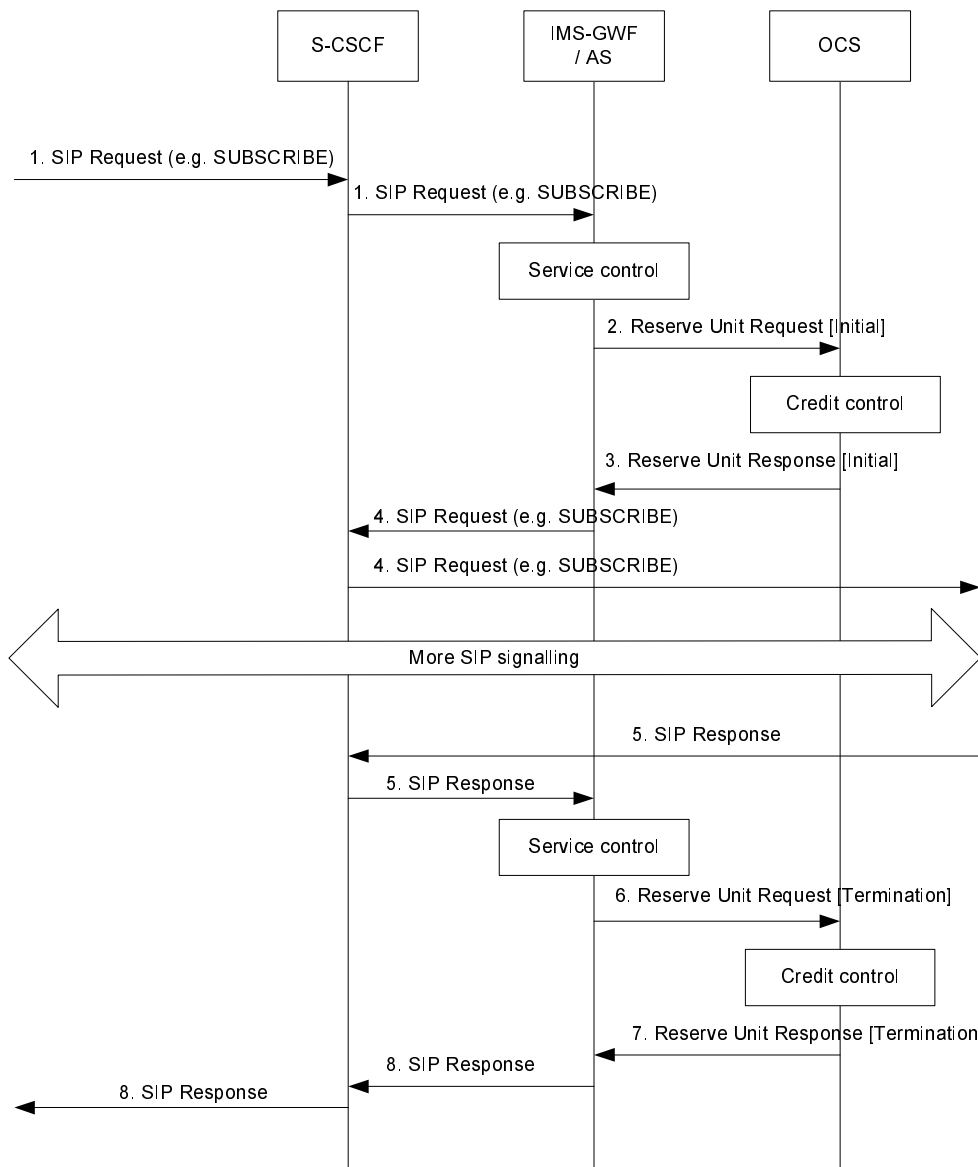 S-CSCF
IMS-GWF
/ AS
OCS
1. SIP Request (e.g. SUBSCRIBE)
1. SIP Request (e.g. SUBSCRIBE)
Service control
2. Reserve Unit Request [Initial]
Credit control
3. Reserve Unit Response [Initial]
4. SIP Request (e.g. SUBSCRIBE)
4. SIP Request (e.g. SUBSCRIBE)
More SIP signalling
5. SIP Response
5. SIP Response
Service control
6. Reserve Unit Request [Termination]
Credit control
7. Reserve Unit Response [Termination
8. SIP Response
8. SIP Response